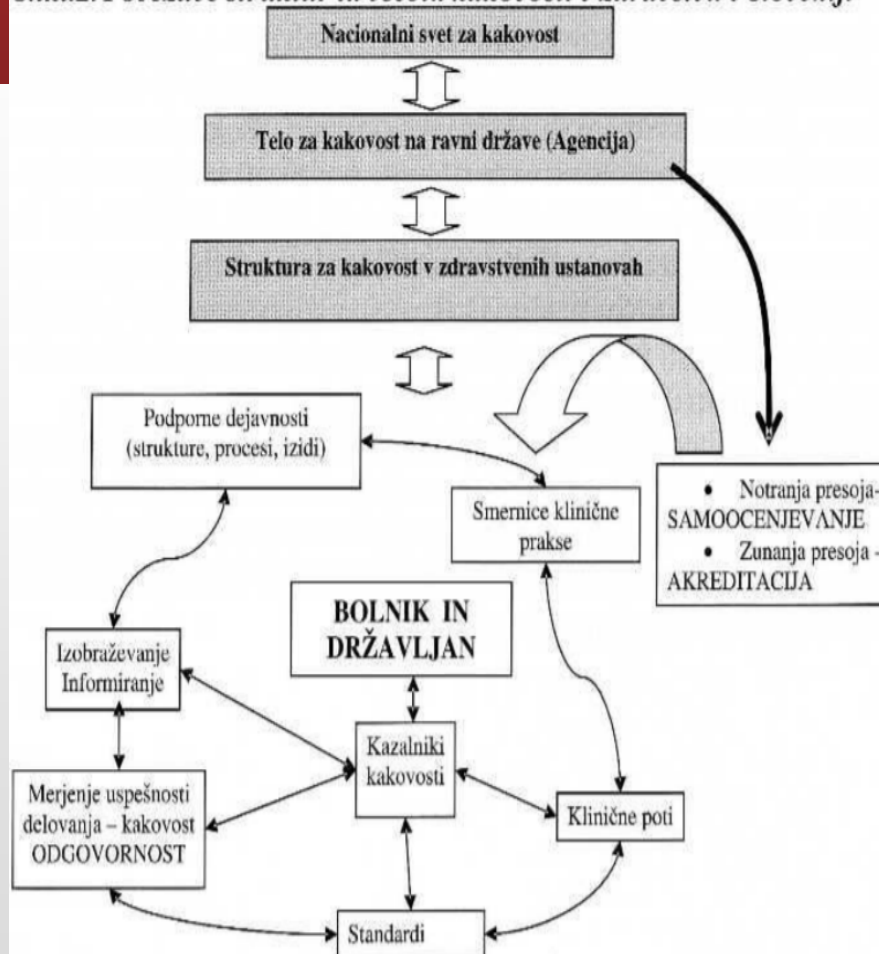 Nacionalni svet za kakovost
Telo za kakovost na ravni države (Agencija)
Struktura za kakovost v zdravstvenih ustanovah
Podporne dejavnosti
(strukture, procesi, izidi)
Smernice klinične
prakse
• Notranja presoja-
SAMOOCENJEVANJE
• Zunanja presoja -
AKREDITACIJA
BOLNIK IN
DRŽAVLJAN
Izobraževanje
Informiranje
Kazalniki
kakovosti
Merjenje uspešnosti
delovanja – kakovost
ODGOVORNOST
Klinične poti
Standardi